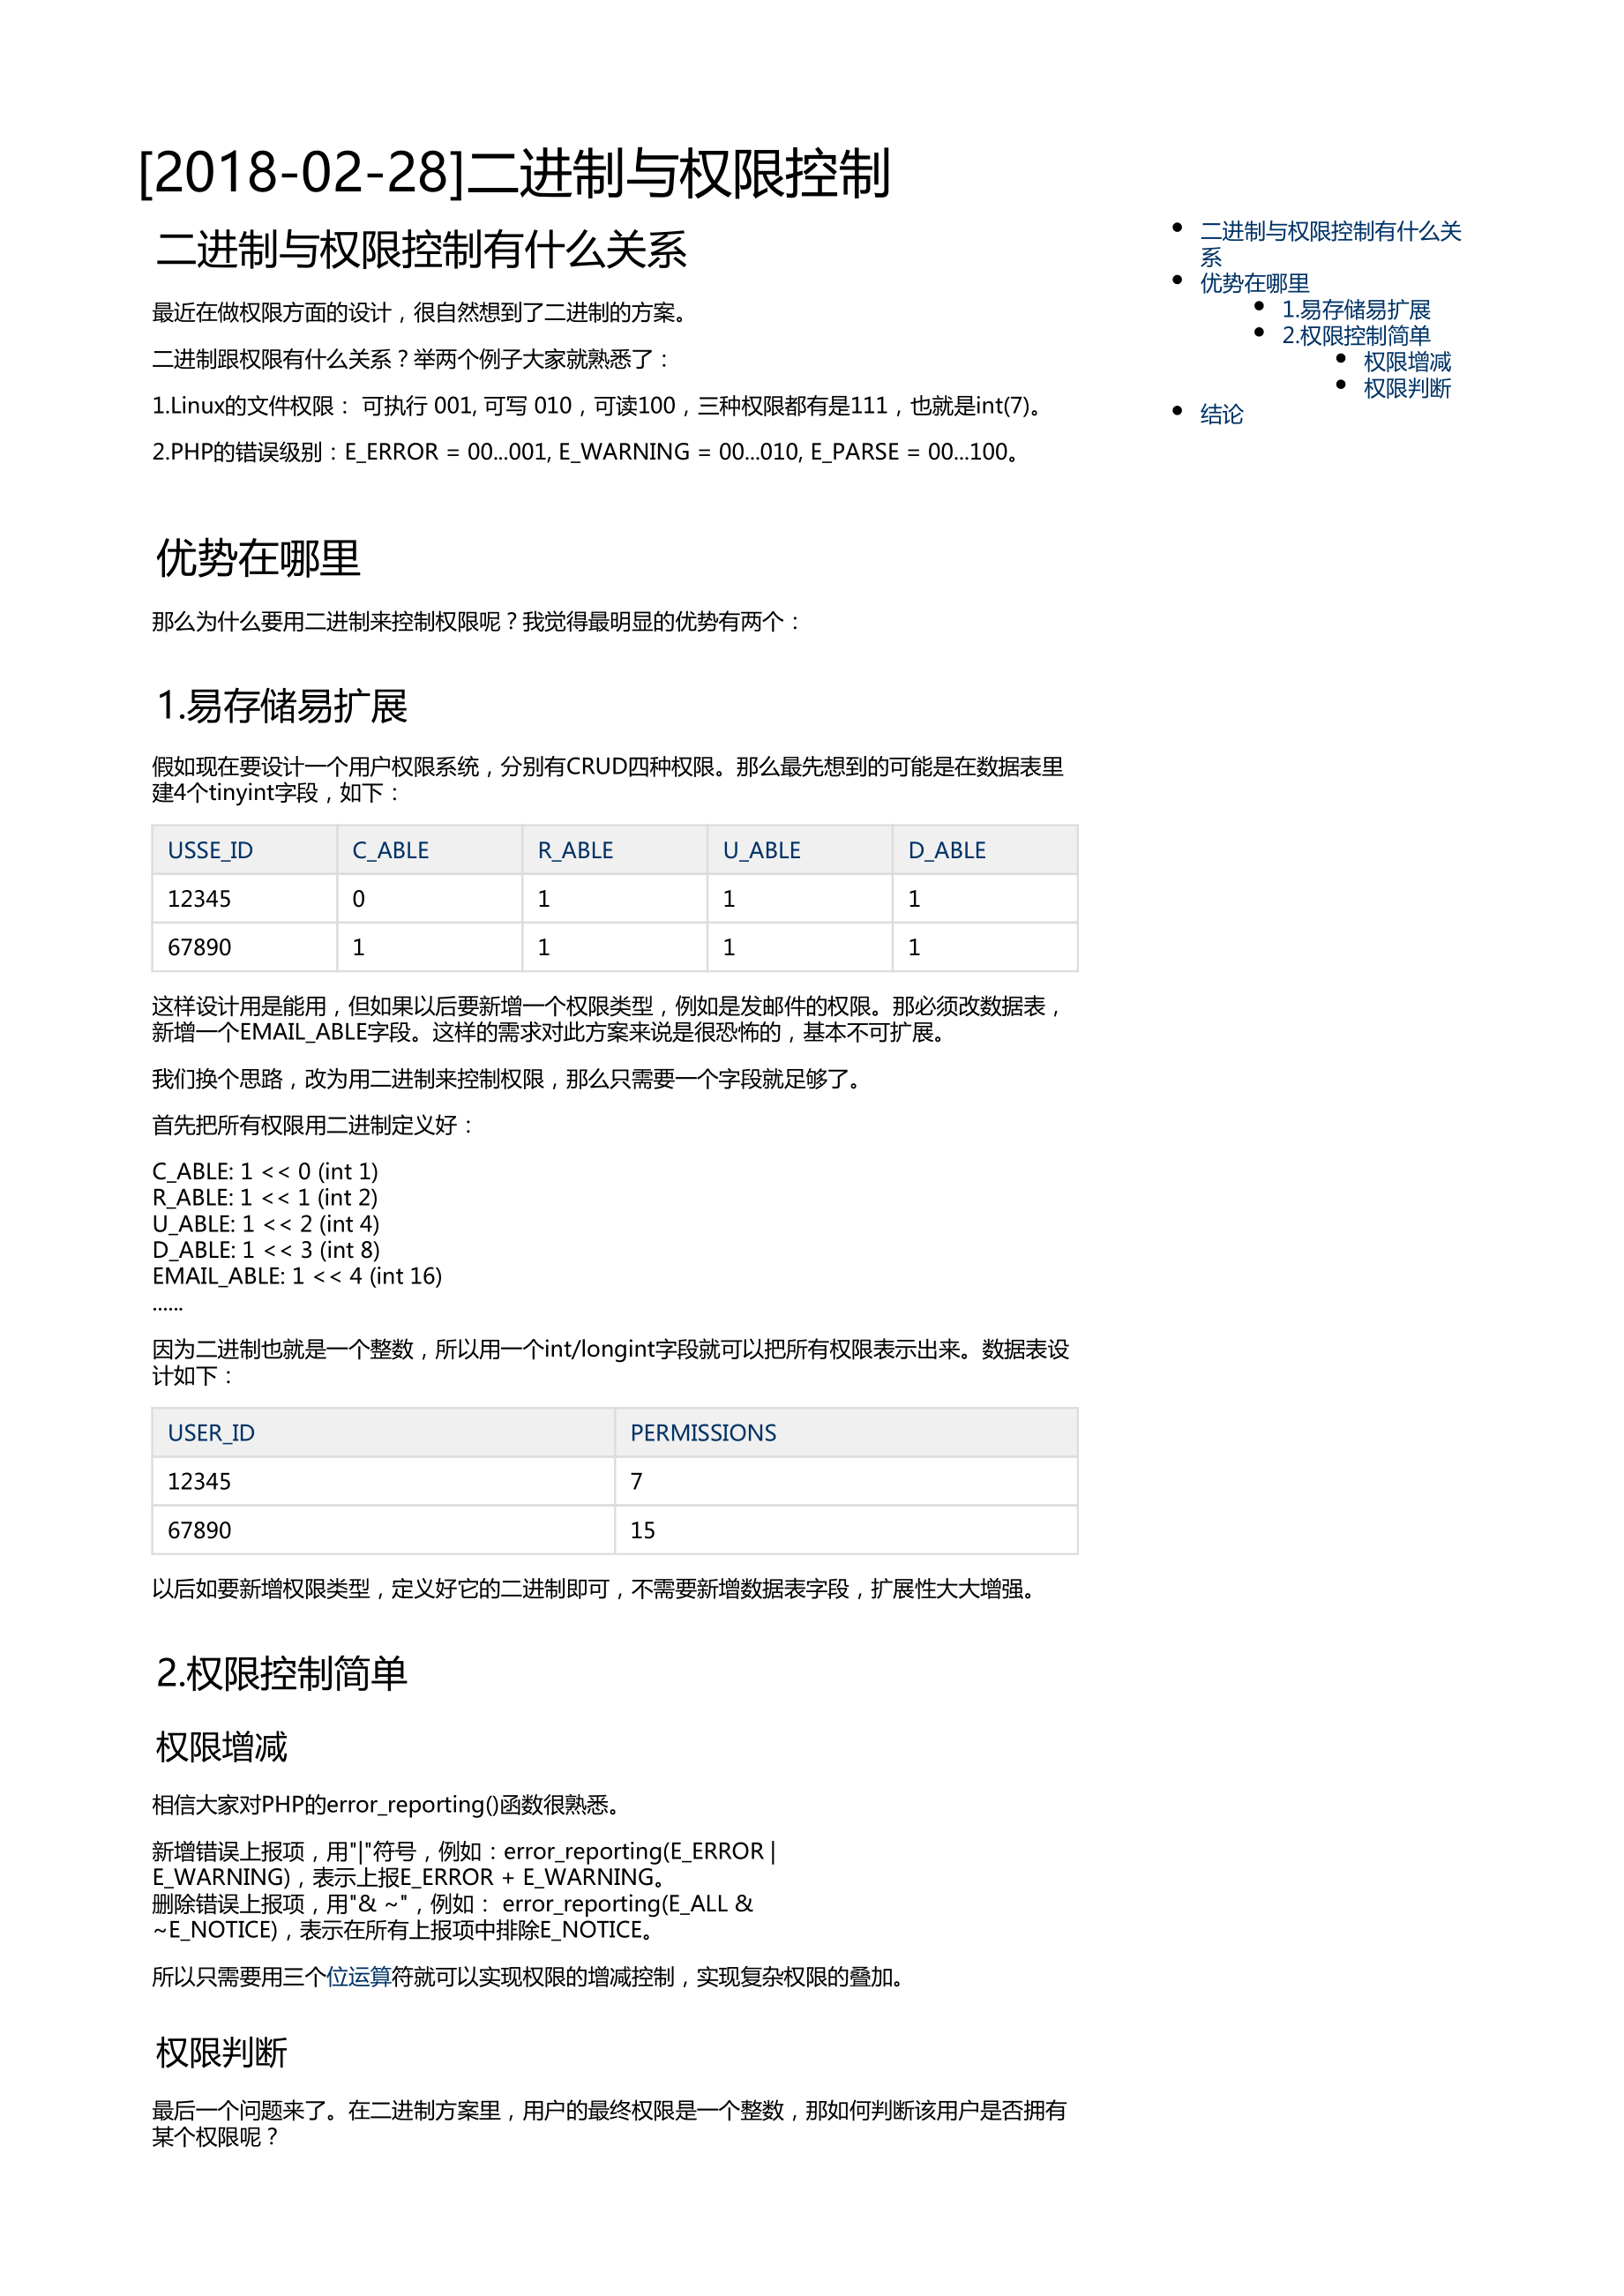 [2018-02-28]二进制与权限控制
二进制与权限控制有什么关系
最近在做权限方面的设计，很自然想到了二进制的方案。
二进制跟权限有什么关系？举两个例子大家就熟悉了：
1.Linux的文件权限： 可执行 001, 可写 010，可读100，三种权限都有是111，也就是int(7)。
2.PHP的错误级别：E_ERROR = 00...001, E_WARNING = 00...010, E_PARSE = 00...100。
优势在哪里
那么为什么要用二进制来控制权限呢？我觉得最明显的优势有两个：
1.易存储易扩展
假如现在要设计一个用户权限系统，分别有CRUD四种权限。那么最先想到的可能是在数据表里
建4个tinyint字段，如下：
USSE_ID C_ABLE R_ABLE U_ABLE D_ABLE
12345 0 1 1 1
67890 1 1 1 1
这样设计用是能用，但如果以后要新增一个权限类型，例如是发邮件的权限。那必须改数据表，
新增一个EMAIL_ABLE字段。这样的需求对此方案来说是很恐怖的，基本不可扩展。
我们换个思路，改为用二进制来控制权限，那么只需要一个字段就足够了。
首先把所有权限用二进制定义好：
C_ABLE: 1 << 0 (int 1)
R_ABLE: 1 << 1 (int 2)
U_ABLE: 1 << 2 (int 4)
D_ABLE: 1 << 3 (int 8)
EMAIL_ABLE: 1 << 4 (int 16)
......
因为二进制也就是一个整数，所以用一个int/longint字段就可以把所有权限表示出来。数据表设
计如下：
USER_ID PERMISSIONS
12345 7
67890 15
以后如要新增权限类型，定义好它的二进制即可，不需要新增数据表字段，扩展性大大增强。
2.权限控制简单
权限增减
相信大家对PHP的error_reporting()函数很熟悉。
新增错误上报项，用"|"符号，例如：error_reporting(E_ERROR |
E_WARNING)，表示上报E_ERROR + E_WARNING。
删除错误上报项，用"& ~"，例如： error_reporting(E_ALL &
~E_NOTICE)，表示在所有上报项中排除E_NOTICE。
所以只需要用三个位运算符就可以实现权限的增减控制，实现复杂权限的叠加。
权限判断
最后一个问题来了。在二进制方案里，用户的最终权限是一个整数，那如何判断该用户是否拥有
某个权限呢？
• 二进制与权限控制有什么关
系
• 优势在哪里
• 1.易存储易扩展
• 2.权限控制简单
• 权限增减
• 权限判断
• 结论